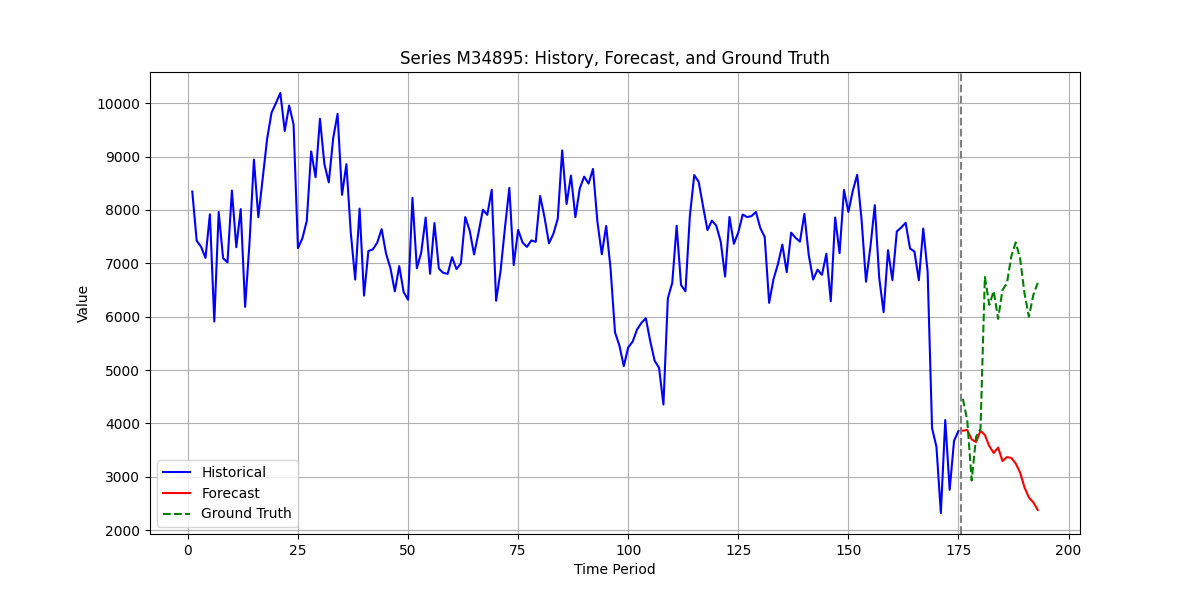 Series M34895: History, Forecast, and Ground Truth
Value
10000
9000
8000
7000
6000
5000
4000
3000
2000
Historical
Forecast
Ground Truth
0 25 50 75 100 125 150 175 200
Time Period